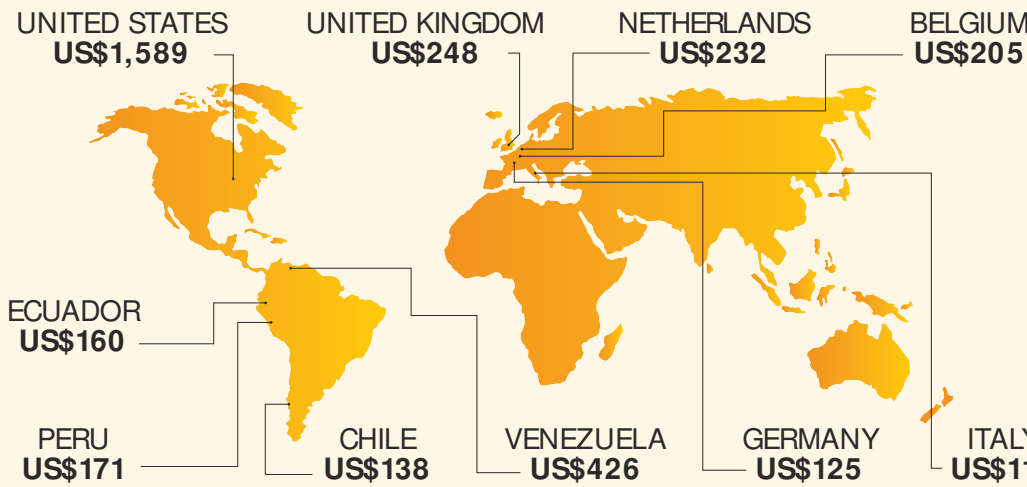 UNITED STATES
US$1,589
UNITED KINGDOM
US$248
NETHERLANDS
US$232
BELGIUM
US$205
ECUADOR
US$160
PERU
US$171
CHILE
US$138
VENEZUELA
US$426
GERMANY
US$125
ITALY